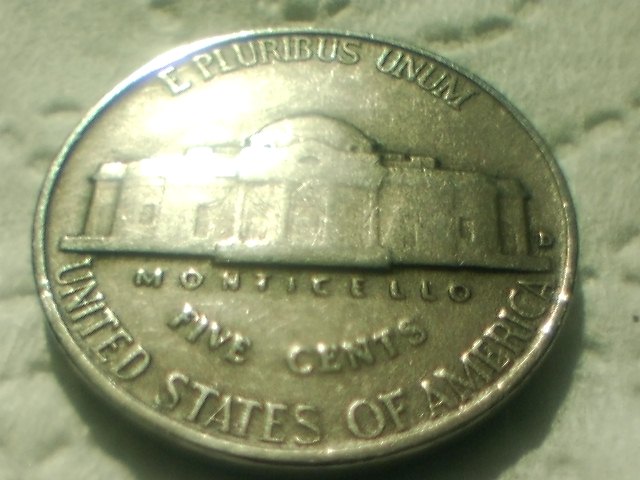 E PLURIBUS UNUM
D
MONTICELLO
FIVE CENTS
UNITED STATES OF AMERICA